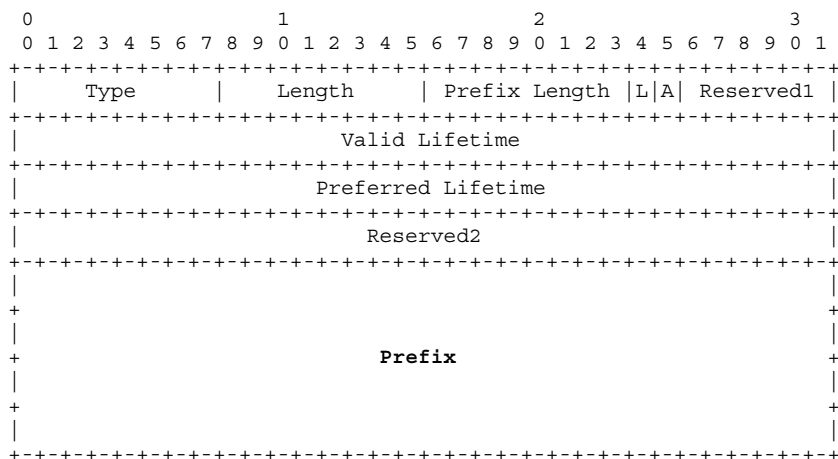 0                   1                   2                   3
 0 1 2 3 4 5 6 7 8 9 0 1 2 3 4 5 6 7 8 9 0 1 2 3 4 5 6 7 8 9 0 1
+-+-+-+-+-+-+-+-+-+-+-+-+-+-+-+-+-+-+-+-+-+-+-+-+-+-+-+-+-+-+-+-+
|     Type      |    Length     | Prefix Length |L|A| Reserved1 |
+-+-+-+-+-+-+-+-+-+-+-+-+-+-+-+-+-+-+-+-+-+-+-+-+-+-+-+-+-+-+-+-+
|                         Valid Lifetime                        |
+-+-+-+-+-+-+-+-+-+-+-+-+-+-+-+-+-+-+-+-+-+-+-+-+-+-+-+-+-+-+-+-+
|                       Preferred Lifetime                      |
+-+-+-+-+-+-+-+-+-+-+-+-+-+-+-+-+-+-+-+-+-+-+-+-+-+-+-+-+-+-+-+-+
|                           Reserved2                           |
+-+-+-+-+-+-+-+-+-+-+-+-+-+-+-+-+-+-+-+-+-+-+-+-+-+-+-+-+-+-+-+-+
|                                                               |
+                                                               +
|                                                               |
+                            Prefix                             +
|                                                               |
+                                                               +
|                                                               |
+-+-+-+-+-+-+-+-+-+-+-+-+-+-+-+-+-+-+-+-+-+-+-+-+-+-+-+-+-+-+-+-+